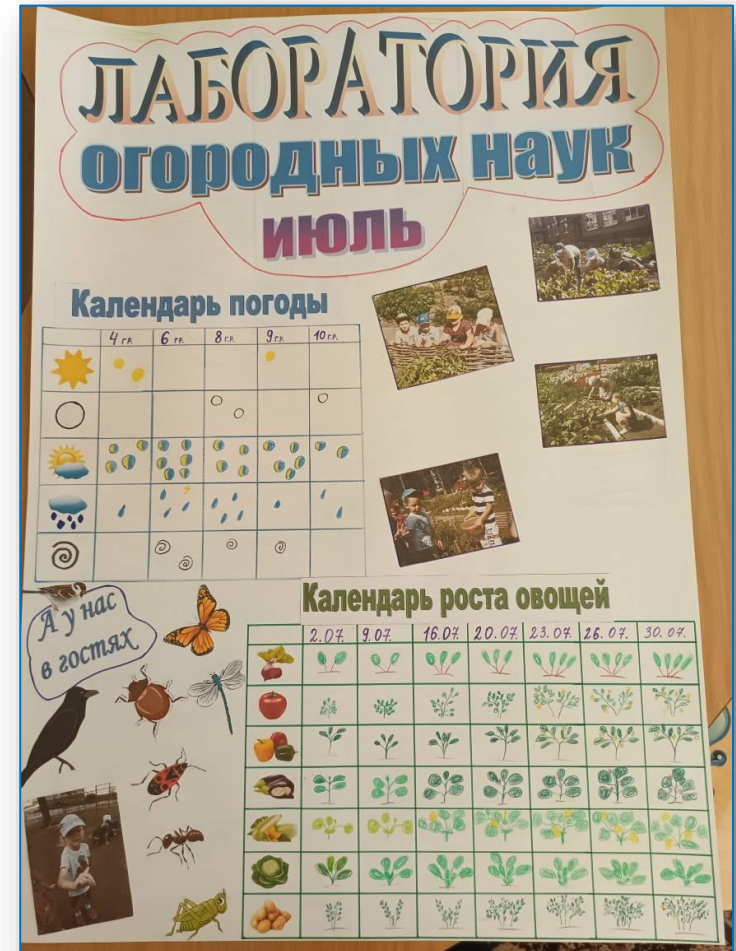 ЛАБОРАТОРИЯ
огородных наук
июль
Календарь погоды
4 гр. 6 гр. 8 гр. 9 гр. 10 гр.
А у нас
в гостях
Календарь роста овощей
2.07. 9.07. 16.07. 20.07. 23.07. 26.07. 30.07.